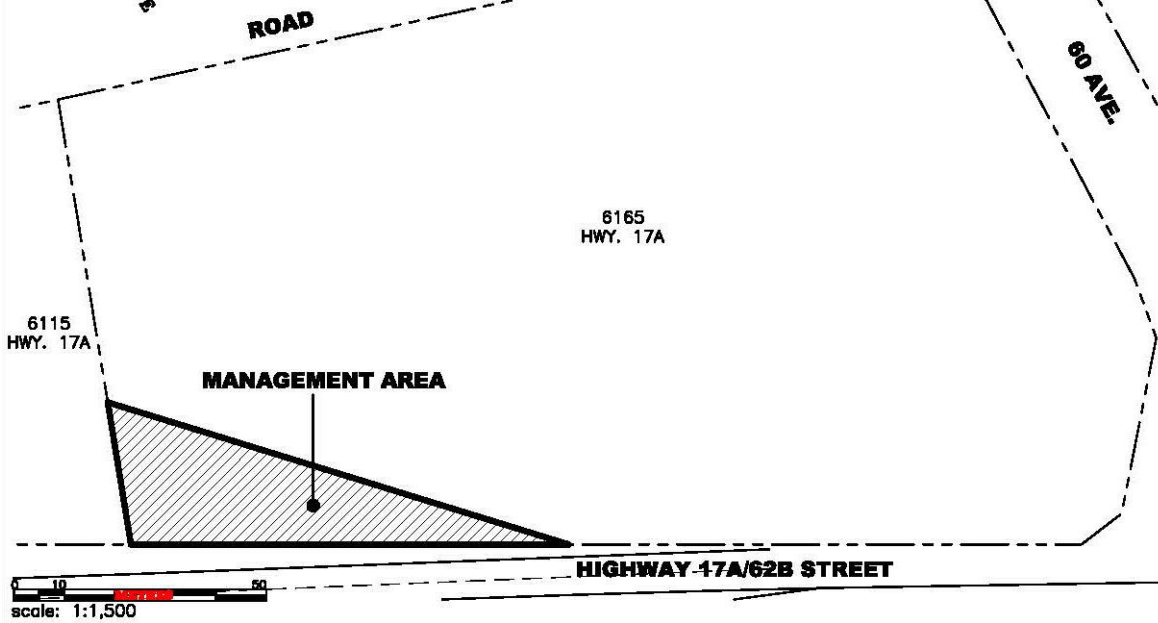 ROAD
60 AVE.
6165
HWY. 17A
6115
HWY. 17A
MANAGEMENT AREA
HIGHWAY 17A/62B STREET
0 10 50
scale: 1:1,500